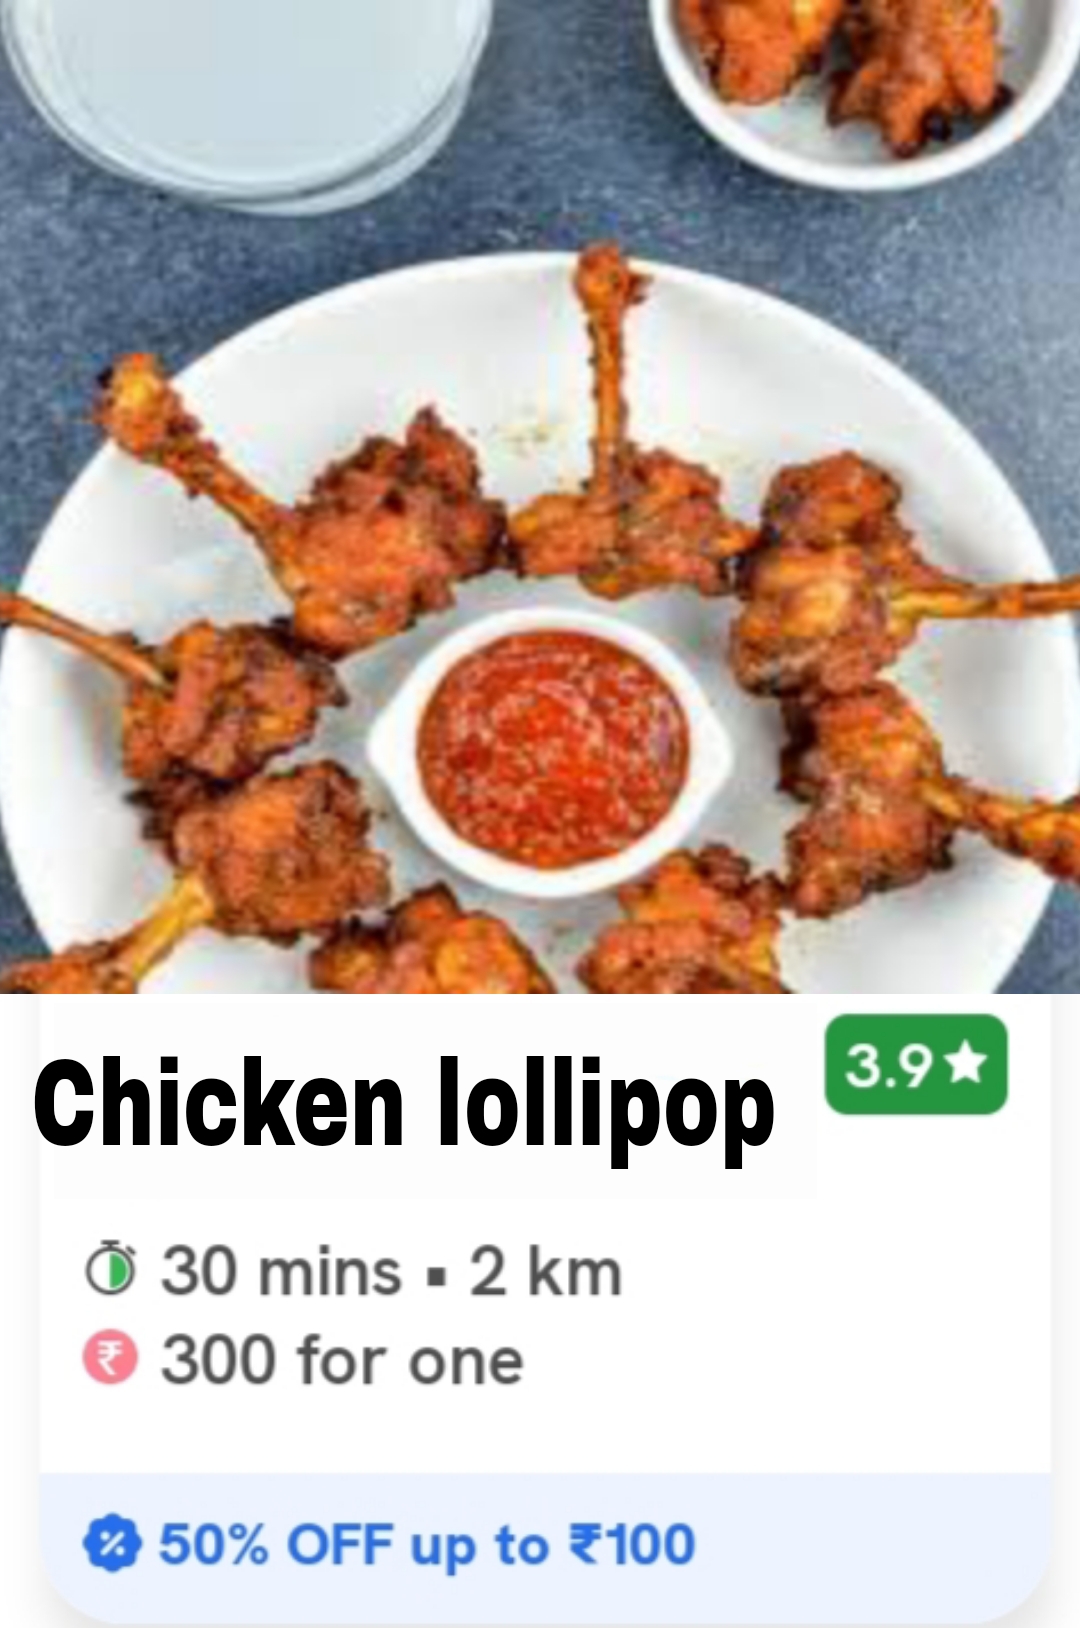 Chicken lollipop
3.9★
30 mins ▪ 2 km
₹ 300 for one
50% OFF up to ₹100